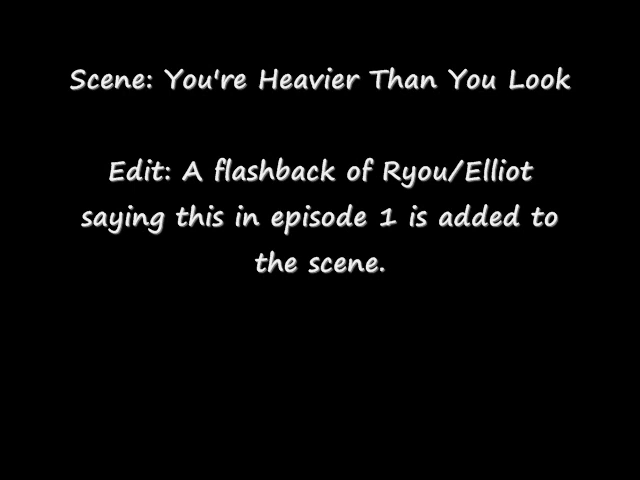 Scene: You're Heavier Than You Look
Edit: A flashback of Ryou/Elliot
saying this in episode 1 is added to
the scene.